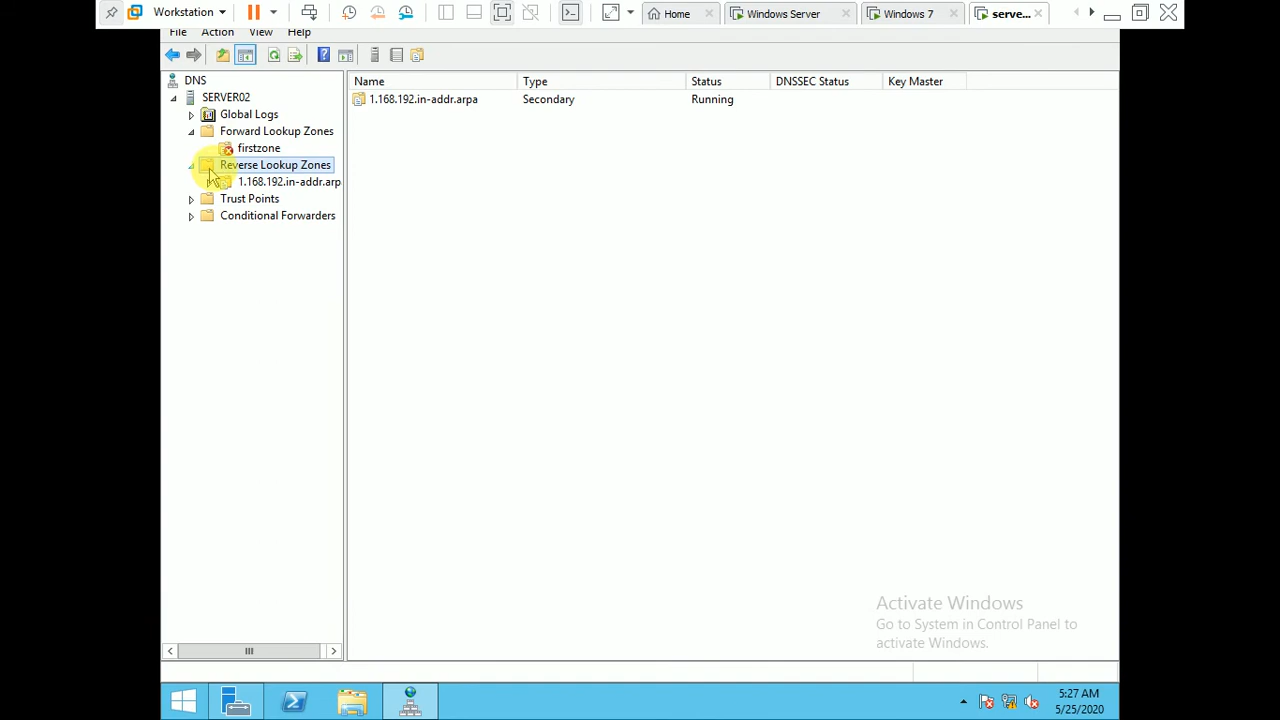 Workstation
Home
Windows Server
Windows 7
serve...
File Action View Help
DNS
SERVER02
Global Logs
Forward Lookup Zones
firstzone
Reverse Lookup Zones
1.168.192.in-addr.arp
Trust Points
Conditional Forwarders
Name Type Status DNSSEC Status Key Master
1.168.192.in-addr.arpa Secondary Running
Activate Windows
Go to System in Control Panel to
activate Windows.
5:27 AM
5/25/2020